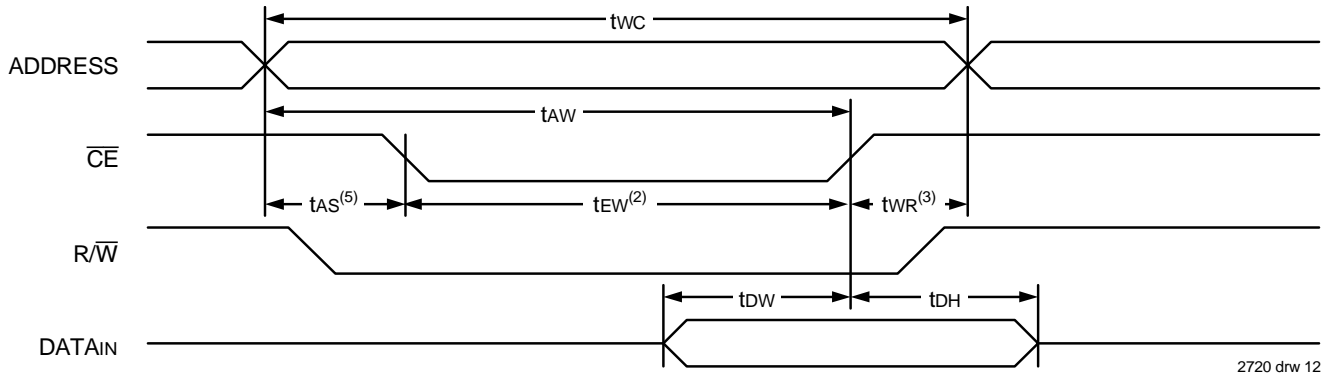 tWC
ADDRESS
tAW
CE
tAS(5) tEW(2) tWR(3)
R/W
tDW tDH
DATAIN
2720 drw 12